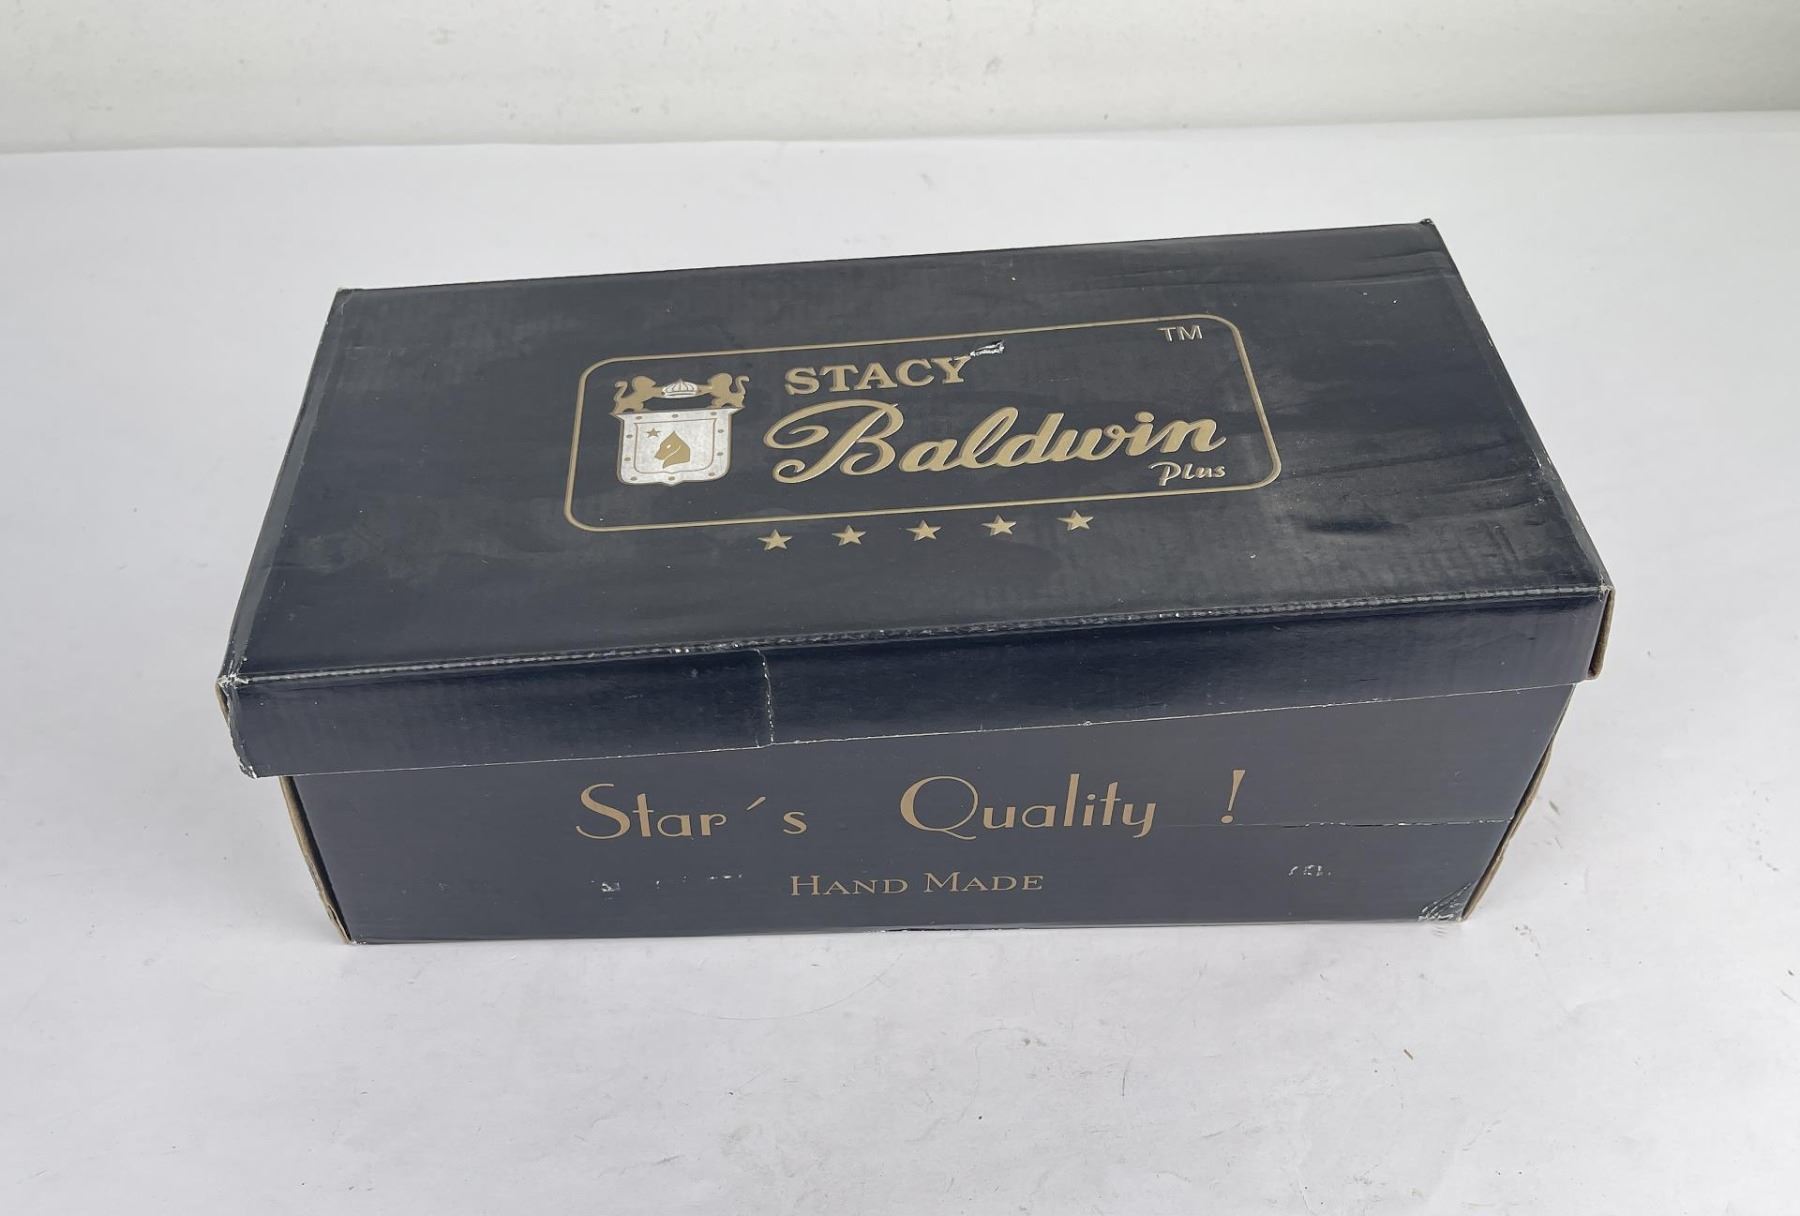 TM
STACY
Baldwin
Plus
Star´s Quality !
HAND MADE